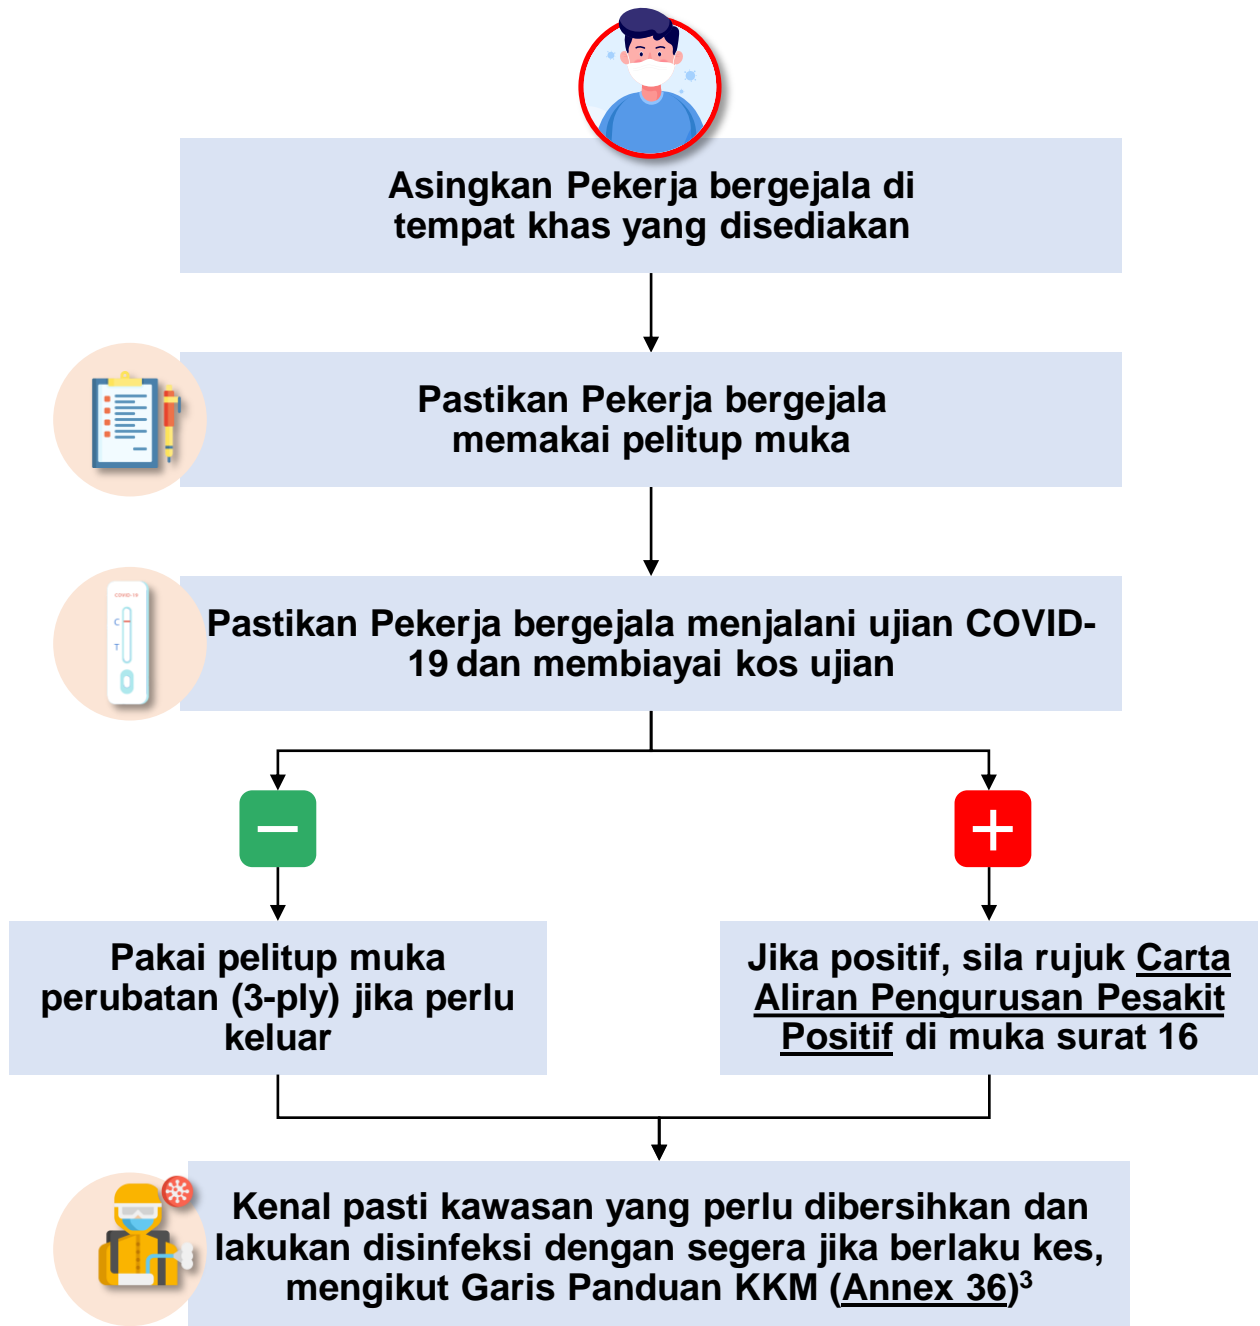 Asingkan Pekerja bergejala di
tempat khas yang disediakan
Pastikan Pekerja bergejala
memakai pelitup muka
COVID-19
C
T
Pastikan Pekerja bergejala menjalani ujian COVID-
19 dan membiayai kos ujian
Pakai pelitup muka
perubatan (3-ply) jika perlu
keluar
Jika positif, sila rujuk Carta
Aliran Pengurusan Pesakit
Positif di muka surat 16
Kenal pasti kawasan yang perlu dibersihkan dan
lakukan disinfeksi dengan segera jika berlaku kes,
mengikut Garis Panduan KKM (Annex 36)³